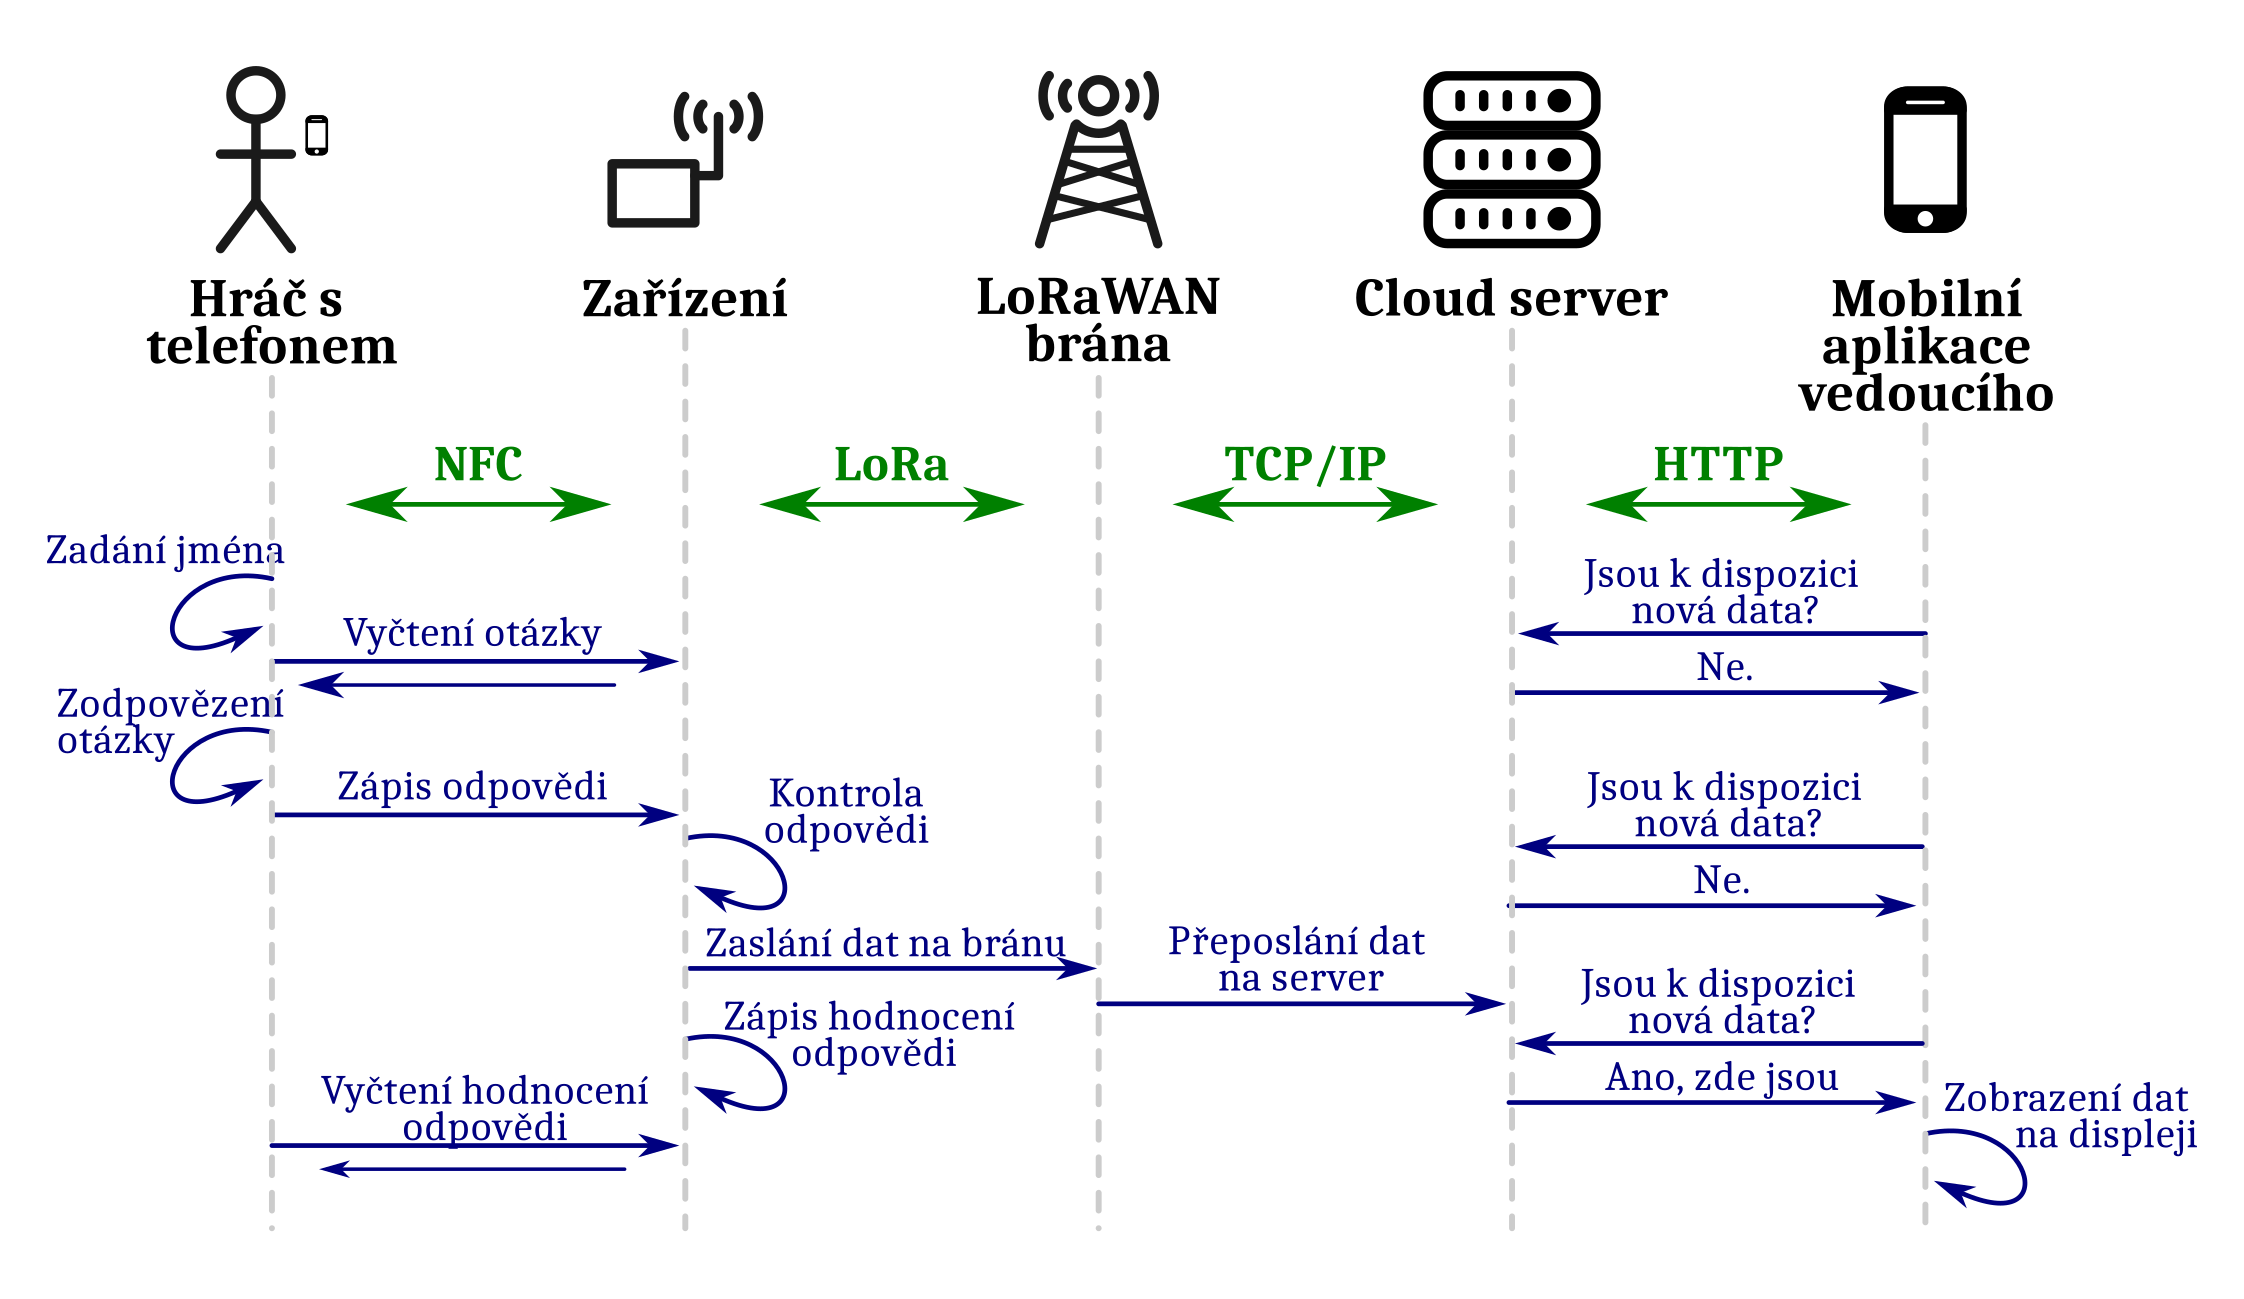 Hráč s
telefonem
Zařízení
LoRaWAN
brána
Cloud server
Mobilní
aplikace
vedoucího
NFC
LoRa
TCP/IP
HTTP
Zadání jména
Jsou k dispozici
nová data?
Vyčtení otázky
Ne.
Zodpovězení
otázky
Zápis odpovědi
Kontrola
odpovědi
Jsou k dispozici
nová data?
Ne.
Zaslání dat na bránu
Přeposlání dat
na server
Jsou k dispozici
nová data?
Zápis hodnocení
odpovědi
Vyčtení hodnocení
odpovědi
Ano, zde jsou
Zobrazení dat
na displeji